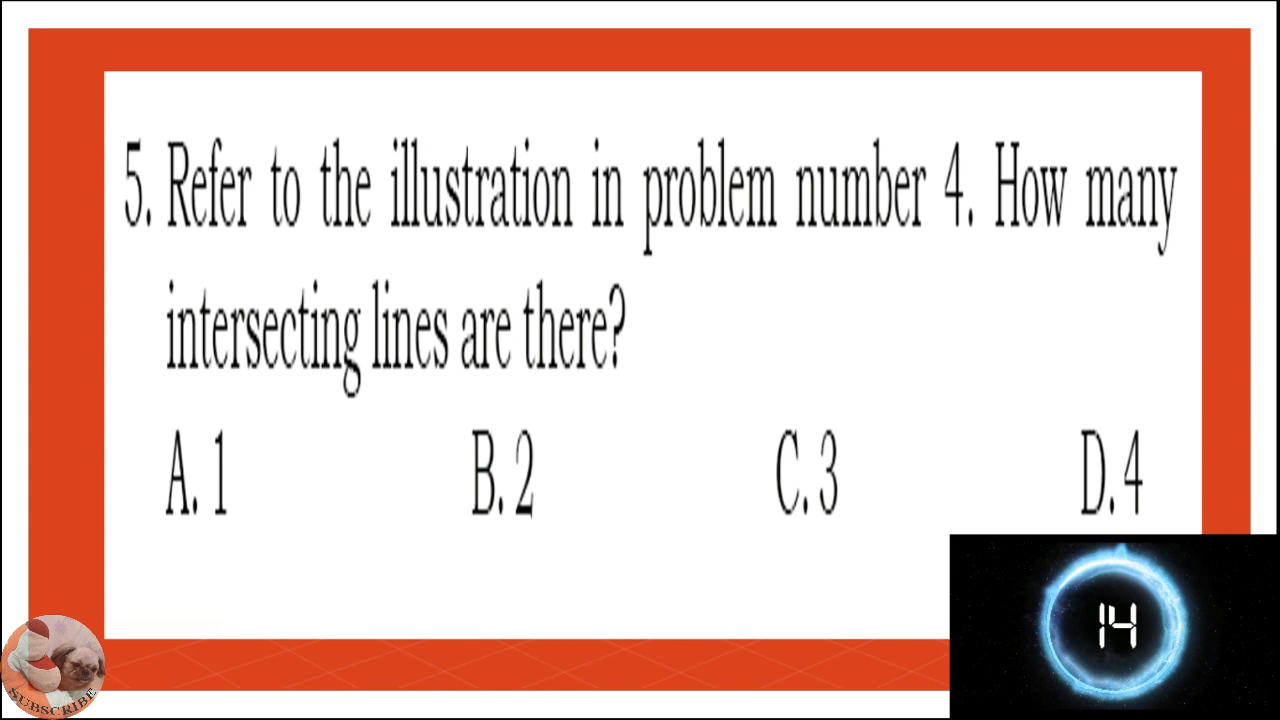 5. Refer to the illustration in problem number 4. How many
intersecting lines are there?
A. 1 B. 2 C. 3 D. 4
14
SUBSCRIBE